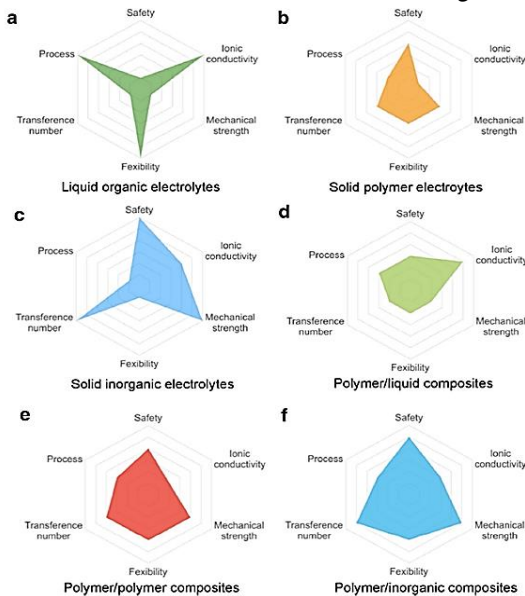 a
Safety
Process
Ionic
conductivity
Transference
number
Mechanical
strength
Fexibility
Liquid organic electrolytes
b
Safety
Process
Ionic
conductivity
Transference
number
Mechanical
strength
Fexibility
Solid polymer electroytes
c
Safety
Process
Ionic
conductivity
Transference
number
Mechanical
strength
Fexibility
Solid inorganic electrolytes
d
Safety
Process
Ionic
conductivity
Transference
number
Mechanical
strength
Fexibility
Polymer/liquid composites
e
Safety
Process
Ionic
conductivity
Transference
number
Mechanical
strength
Fexibility
Polymer/polymer composites
f
Safety
Process
Ionic
conductivity
Transference
number
Mechanical
strength
Fexibility
Polymer/inorganic composites